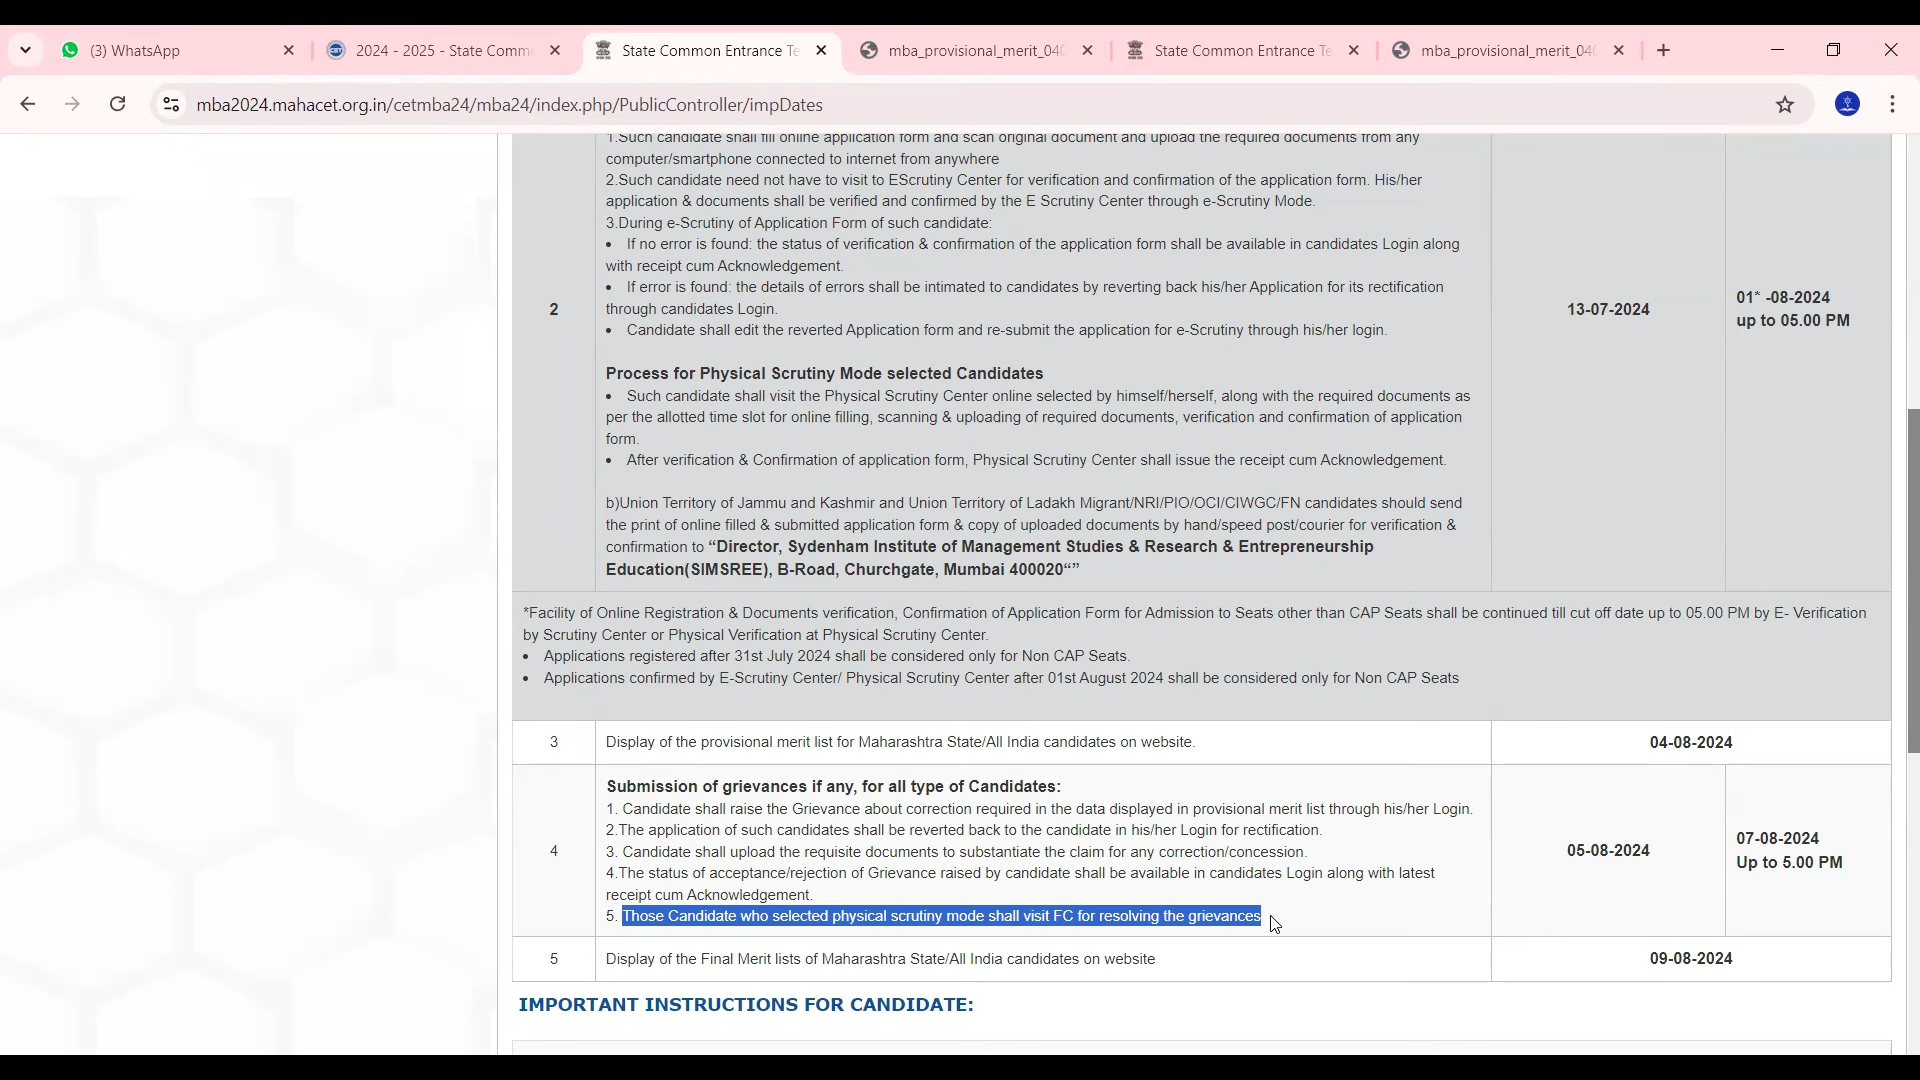 (3) WhatsApp
2024 - 2025 - State Comm
State Common Entrance Te
mba_provisional_merit_040
State Common Entrance Te
mba_provisional_merit_040
mba2024.mahacet.org.in/cetmba24/mba24/index.php/PublicController/impDates
1.Such candidate shall fill online application form and scan original document and upload the required documents from any
computer/smartphone connected to internet from anywhere
2.Such candidate need not have to visit to EScrutiny Center for verification and confirmation of the application form. His/her
application & documents shall be verified and confirmed by the E Scrutiny Center through e-Scrutiny Mode.
3.During e-Scrutiny of Application Form of such candidate:
• If no error is found: the status of verification & confirmation of the application form shall be available in candidates Login along
with receipt cum Acknowledgement.
• If error is found: the details of errors shall be intimated to candidates by reverting back his/her Application for its rectification
through candidates Login.
• Candidate shall edit the reverted Application form and re-submit the application for e-Scrutiny through his/her login.
2
13-07-2024
01* -08-2024
up to 05.00 PM
Process for Physical Scrutiny Mode selected Candidates
• Such candidate shall visit the Physical Scrutiny Center online selected by himself/herself, along with the required documents as
per the allotted time slot for online filling, scanning & uploading of required documents, verification and confirmation of application
form.
• After verification & Confirmation of application form, Physical Scrutiny Center shall issue the receipt cum Acknowledgement.
b)Union Territory of Jammu and Kashmir and Union Territory of Ladakh Migrant/NRI/PIO/OCI/CIWGC/FN candidates should send
the print of online filled & submitted application form & copy of uploaded documents by hand/speed post/courier for verification &
confirmation to “Director, Sydenham Institute of Management Studies & Research & Entrepreneurship
Education(SIMSREE), B-Road, Churchgate, Mumbai 400020“”
*Facility of Online Registration & Documents verification, Confirmation of Application Form for Admission to Seats other than CAP Seats shall be continued till cut off date up to 05.00 PM by E- Verification
by Scrutiny Center or Physical Verification at Physical Scrutiny Center.
• Applications registered after 31st July 2024 shall be considered only for Non CAP Seats.
• Applications confirmed by E-Scrutiny Center/ Physical Scrutiny Center after 01st August 2024 shall be considered only for Non CAP Seats
3
Display of the provisional merit list for Maharashtra State/All India candidates on website.
04-08-2024
Submission of grievances if any, for all type of Candidates:
1. Candidate shall raise the Grievance about correction required in the data displayed in provisional merit list through his/her Login.
2.The application of such candidates shall be reverted back to the candidate in his/her Login for rectification.
3. Candidate shall upload the requisite documents to substantiate the claim for any correction/concession.
4.The status of acceptance/rejection of Grievance raised by candidate shall be available in candidates Login along with latest
receipt cum Acknowledgement.
5. Those Candidate who selected physical scrutiny mode shall visit FC for resolving the grievances
4
05-08-2024
07-08-2024
Up to 5.00 PM
5
Display of the Final Merit lists of Maharashtra State/All India candidates on website
09-08-2024
IMPORTANT INSTRUCTIONS FOR CANDIDATE: